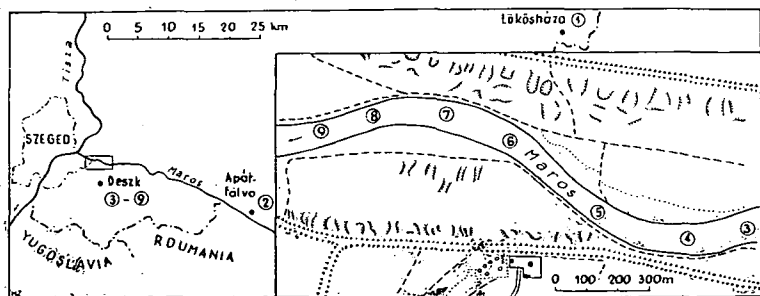 Lökösháza ①
0 5 10 15 20 25 km
Tisza
SZEGED
Maros
Deszk
③ - ⑨
Apát-
falva
②
YUGOSLAVIA
ROUMANIA
⑨ ⑧ ⑦ ⑥ ⑤ ④ ③
Maros
0 100 200 300m